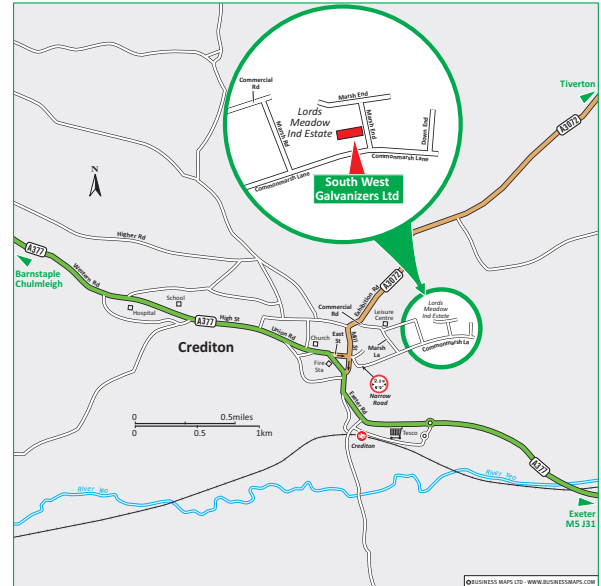 Tiverton
A3072
Commercial
Rd
Marsh End
Lords
Meadow
Ind Estate
Marsh Rd
Marsh End
Down End
Commonmarsh Lane
Commonmarsh Lane
South West
Galvanizers Ltd
N
Higher Rd
A377
Barnstaple
Chulmleigh
Western Rd
School
Hospital
A377
High St
Union Rd
Crediton
Church
East
St
Fire
Sta
Mill St
Commercial
Rd
Exhibition Rd
A3072
Leisure
Centre
Marsh
La
Lords
Meadow
Ind Estate
Commonmarsh La
Narrow
Road
Exeter Rd
0 0.5miles
0 0.5 1km
Tesco
Crediton
River Yeo
River Yeo
A377
Exeter
M5 J31
BUSINESS MAPS LTD - WWW.BUSINESSMAPS.COM